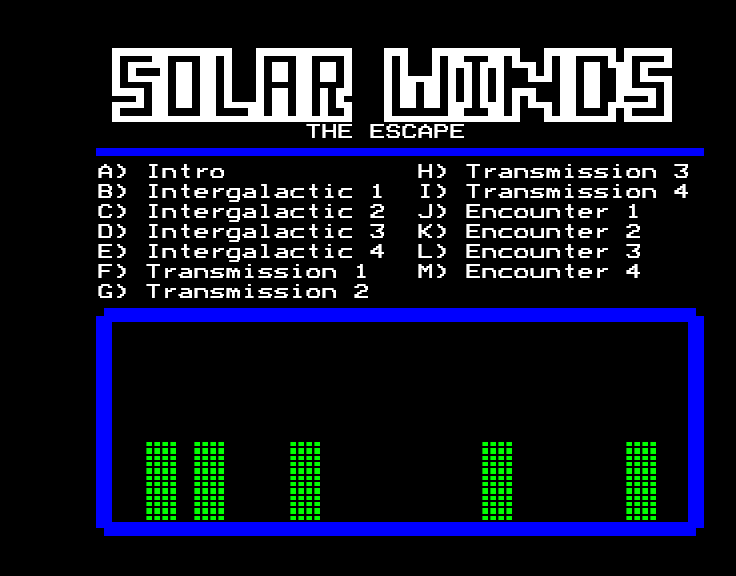 SOLAR WINDS
THE ESCAPE
A) Intro
B) Intergalactic 1
C) Intergalactic 2
D) Intergalactic 3
E) Intergalactic 4
F) Transmission 1
G) Transmission 2
H) Transmission 3
I) Transmission 4
J) Encounter 1
K) Encounter 2
L) Encounter 3
M) Encounter 4